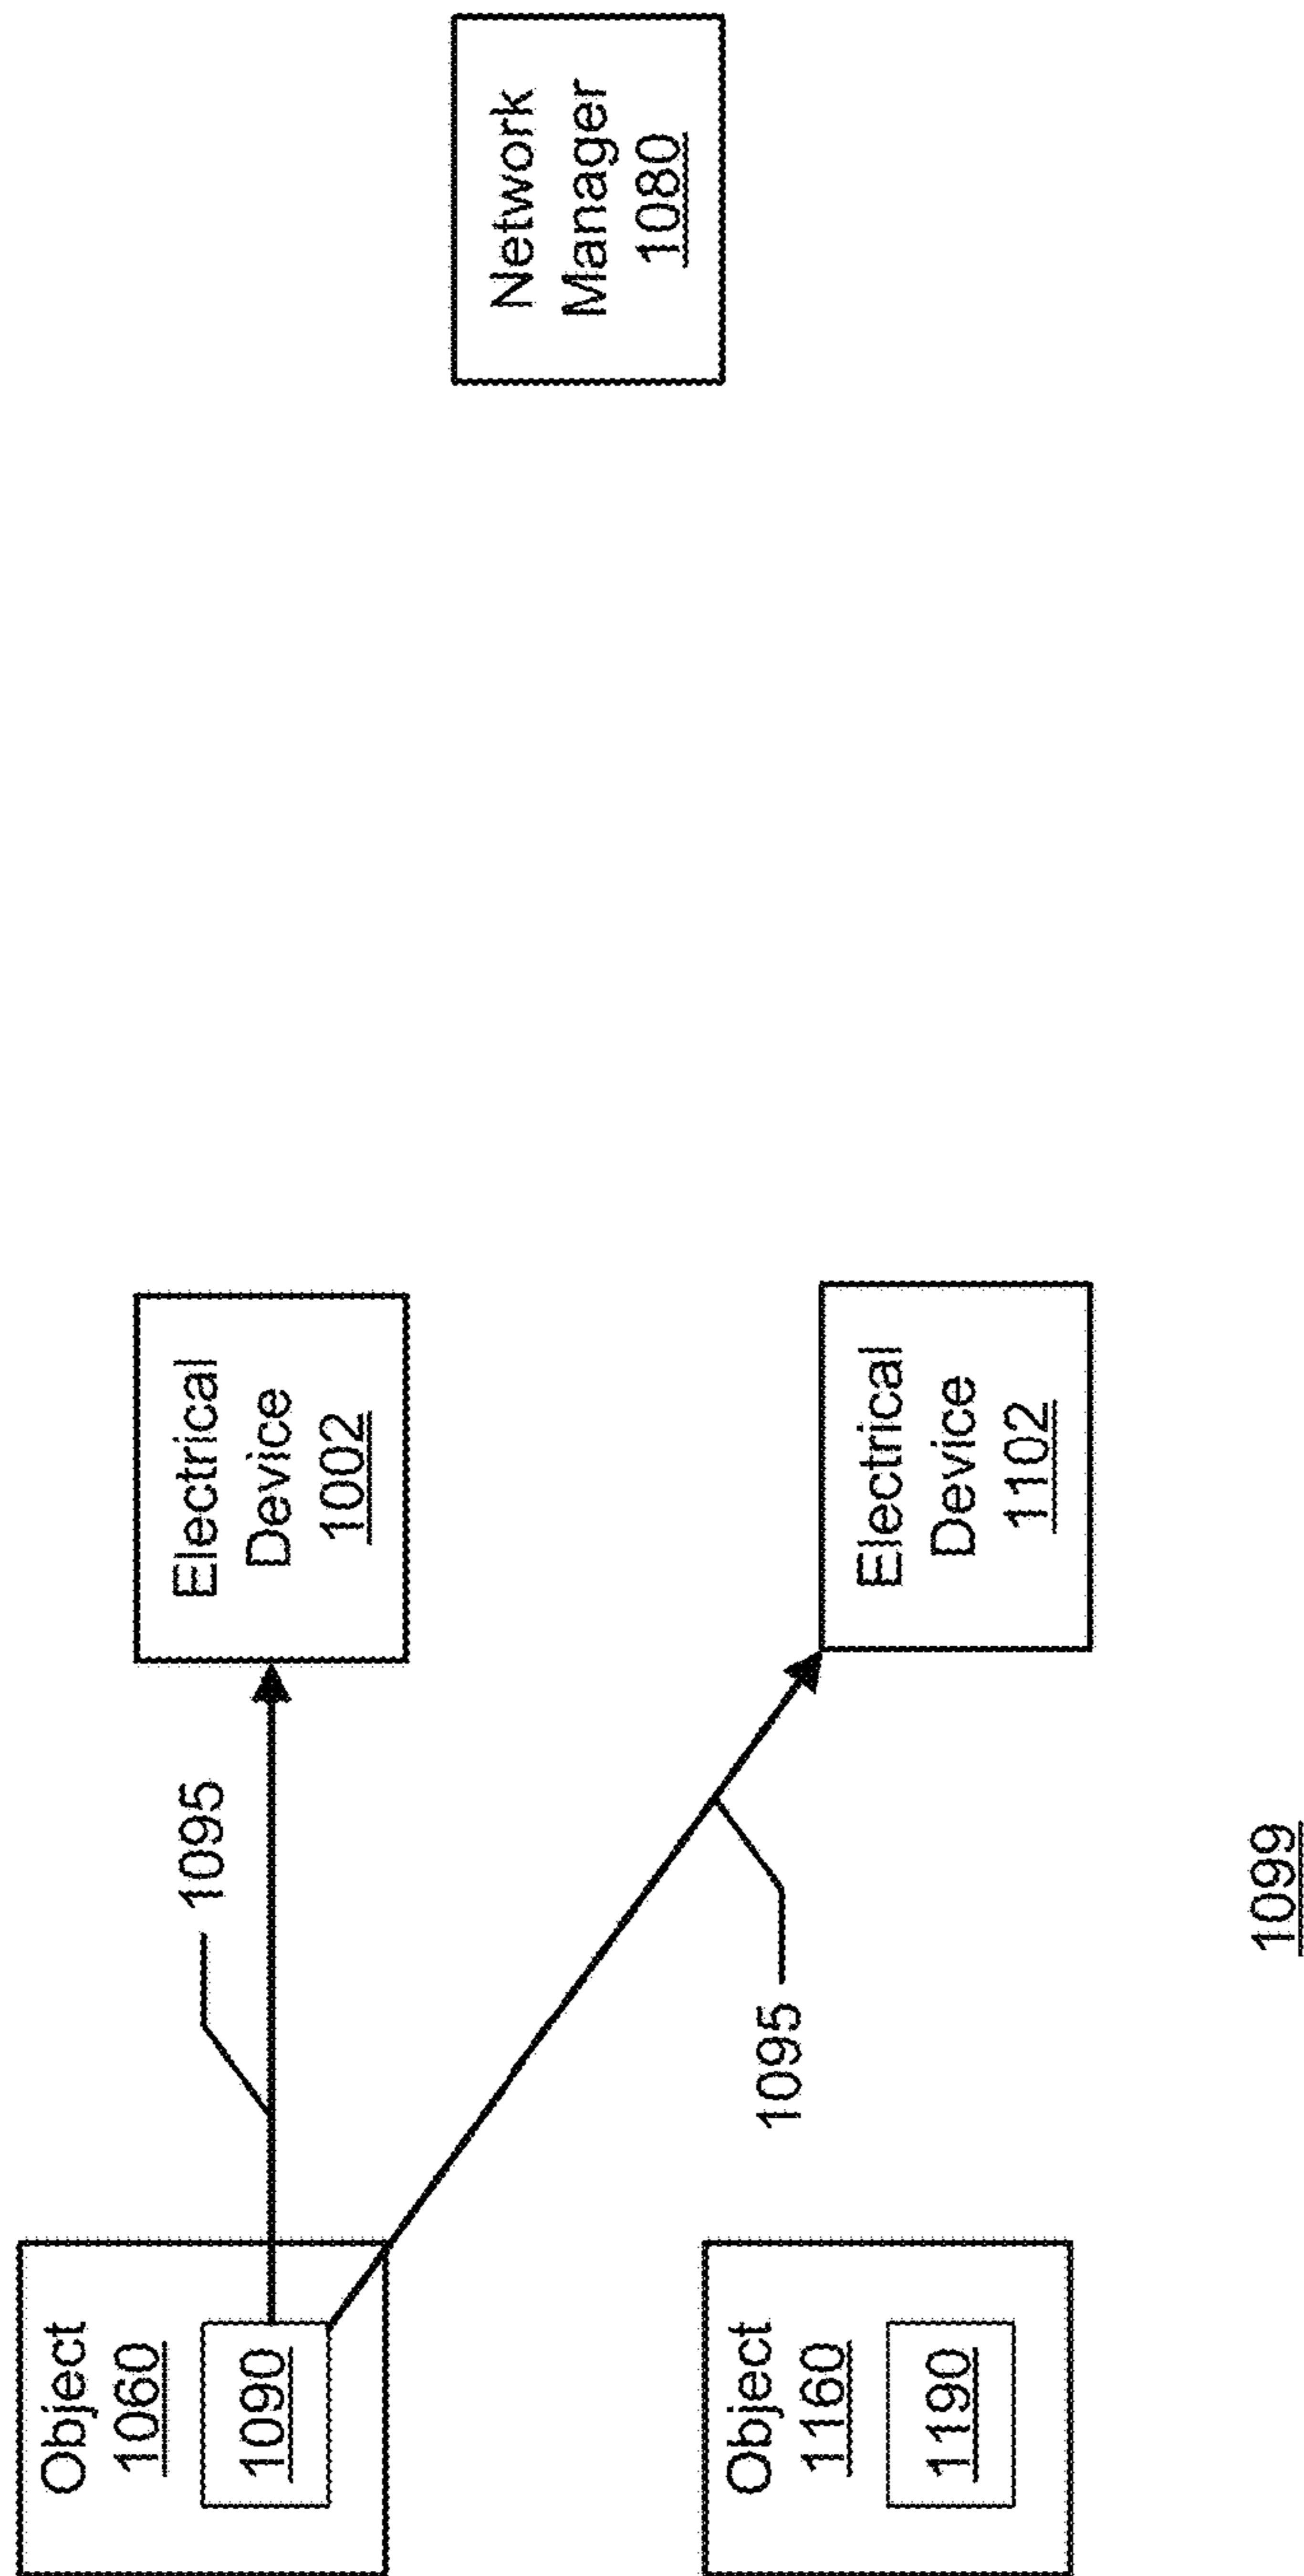 Object
1060
1090
1095
Electrical
Device
1002
Network
Manager
1080
Object
1160
1190
1095
Electrical
Device
1102
1099